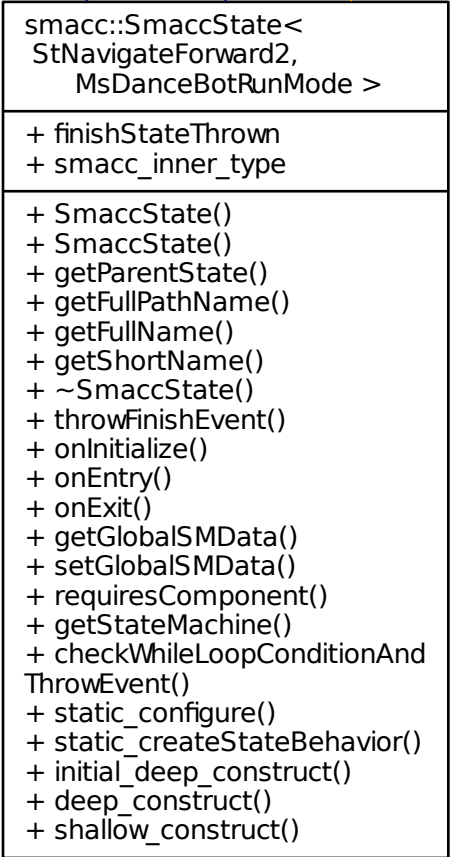 smacc::SmaccState<
StNavigateForward2,
MsDanceBotRunMode >
+ finishStateThrown
+ smacc_inner_type
+ SmaccState()
+ SmaccState()
+ getParentState()
+ getFullPathName()
+ getFullName()
+ getShortName()
+ ~SmaccState()
+ throwFinishEvent()
+ onInitialize()
+ onEntry()
+ onExit()
+ getGlobalSMData()
+ setGlobalSMData()
+ requiresComponent()
+ getStateMachine()
+ checkWhileLoopConditionAnd
ThrowEvent()
+ static_configure()
+ static_createStateBehavior()
+ initial_deep_construct()
+ deep_construct()
+ shallow_construct()